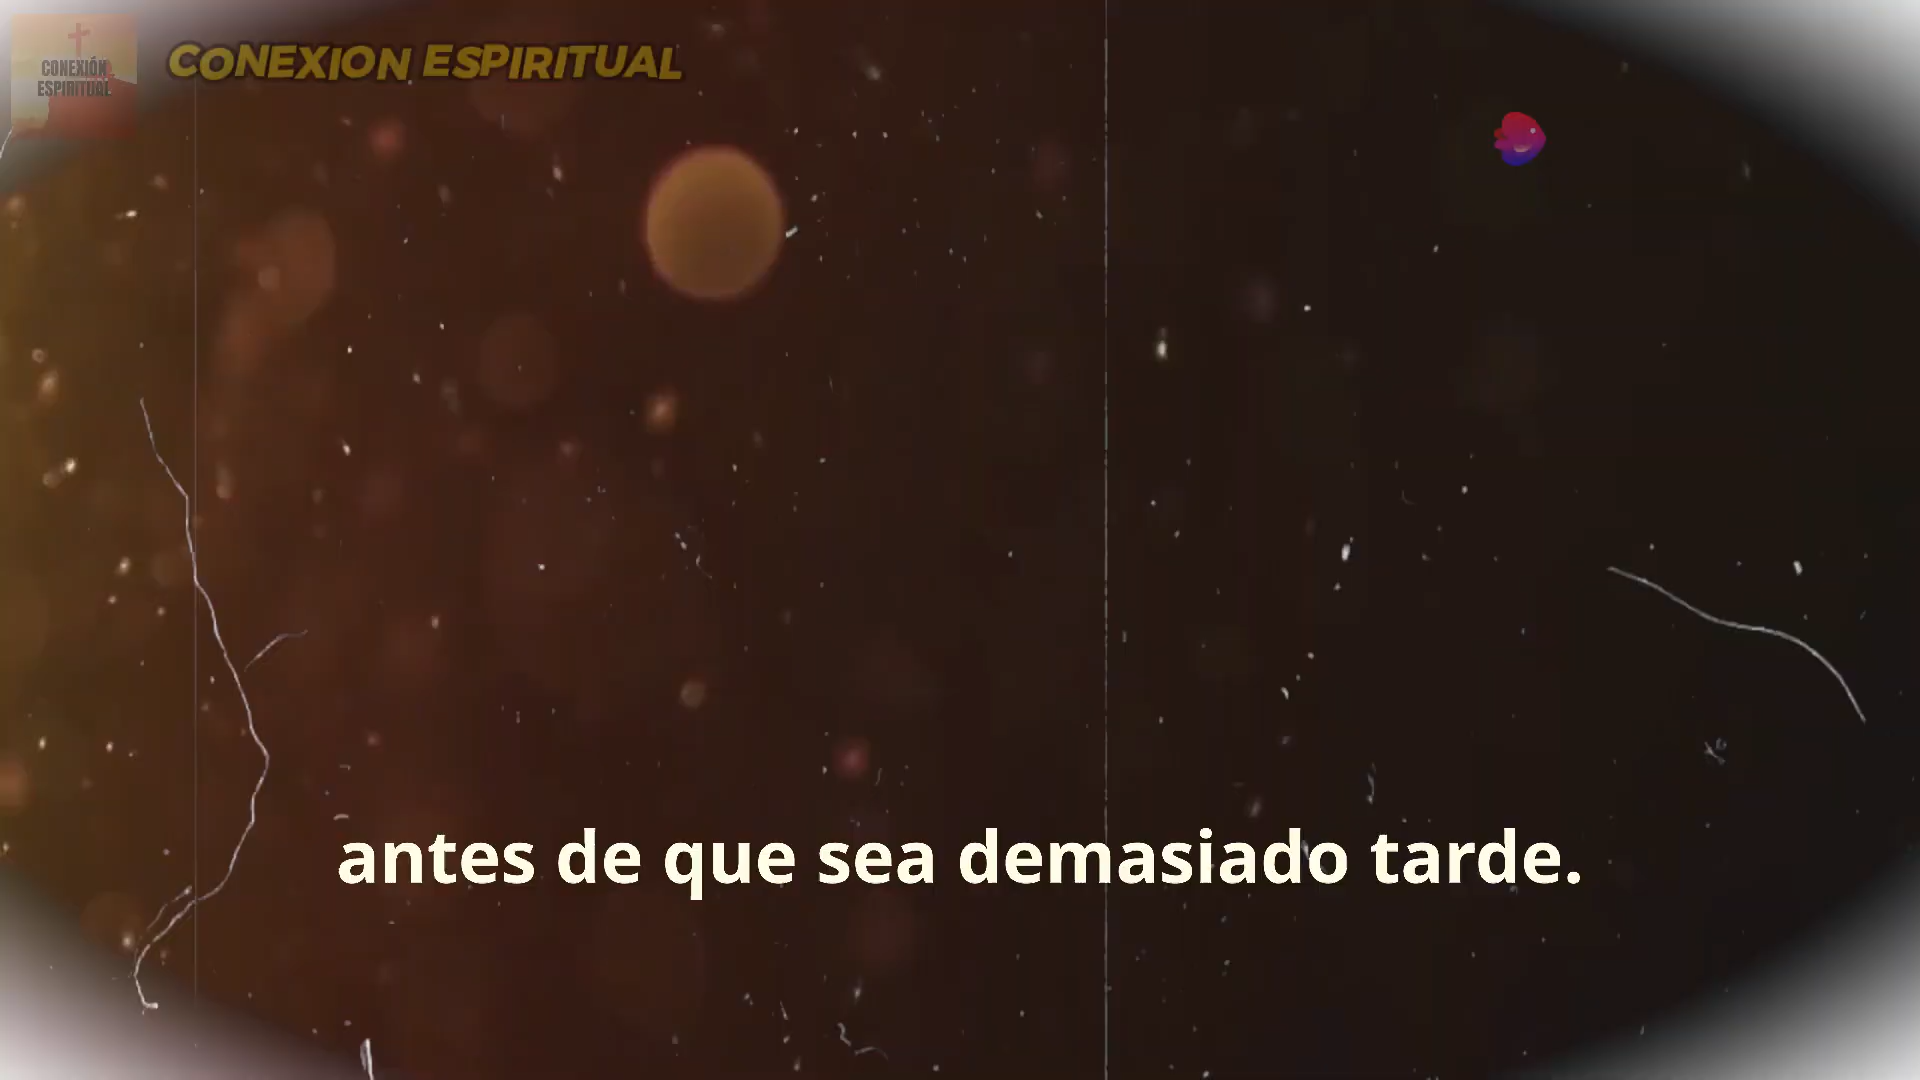 CONEXIÓN
ESPIRITUAL
CONEXION ESPIRITUAL
antes de que sea demasiado tarde.